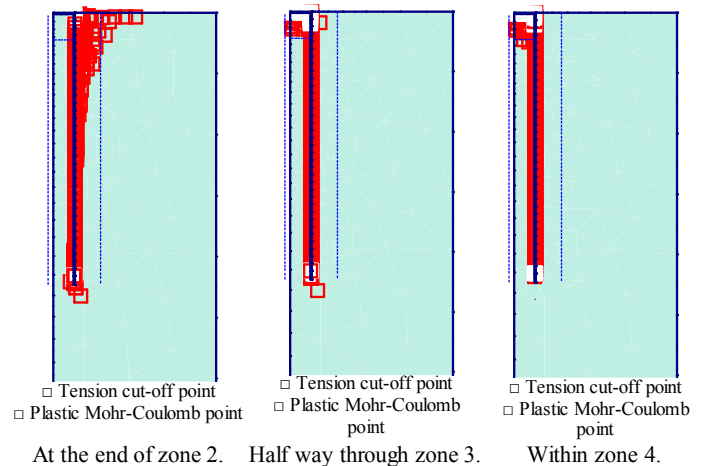 □ Tension cut-off point
□ Plastic Mohr-Coulomb point
At the end of zone 2.
□ Tension cut-off point
□ Plastic Mohr-Coulomb
point
Half way through zone 3.
□ Tension cut-off point
□ Plastic Mohr-Coulomb
point
Within zone 4.